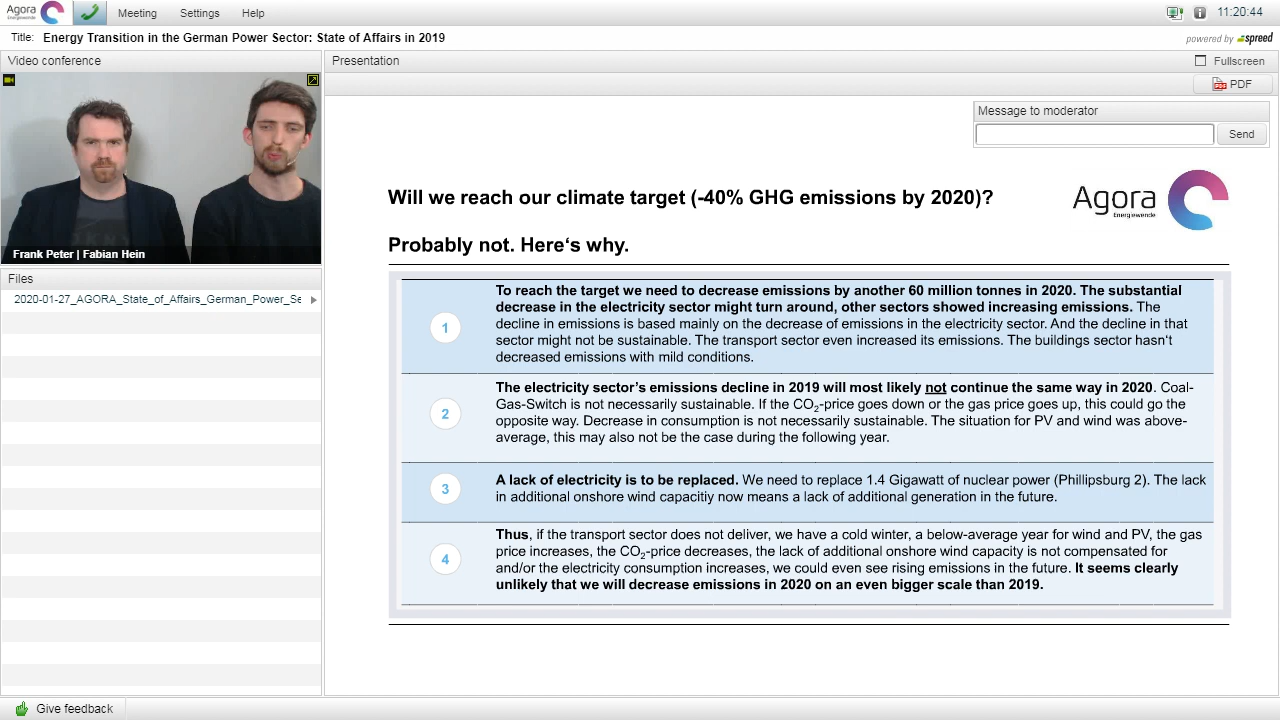 Agora
Energiewende
Meeting
Settings
Help
11:20:44
Title: Energy Transition in the German Power Sector: State of Affairs in 2019
powered by spreed
Video conference
Frank Peter | Fabian Hein
Files
2020-01-27_AGORA_State_of_Affairs_German_Power_Se
Presentation
Fullscreen
PDF
Message to moderator
Send
Will we reach our climate target (-40% GHG emissions by 2020)?
Probably not. Here‘s why.
Agora
Energiewende
1
To reach the target we need to decrease emissions by another 60 million tonnes in 2020. The substantial
decrease in the electricity sector might turn around, other sectors showed increasing emissions. The
decline in emissions is based mainly on the decrease of emissions in the electricity sector. And the decline in that
sector might not be sustainable. The transport sector even increased its emissions. The buildings sector hasn‘t
decreased emissions with mild conditions.
2
The electricity sector’s emissions decline in 2019 will most likely not continue the same way in 2020. Coal-
Gas-Switch is not necessarily sustainable. If the CO₂-price goes down or the gas price goes up, this could go the
opposite way. Decrease in consumption is not necessarily sustainable. The situation for PV and wind was above-
average, this may also not be the case during the following year.
3
A lack of electricity is to be replaced. We need to replace 1.4 Gigawatt of nuclear power (Phillipsburg 2). The lack
in additional onshore wind capacitiy now means a lack of additional generation in the future.
4
Thus, if the transport sector does not deliver, we have a cold winter, a below-average year for wind and PV, the gas
price increases, the CO₂-price decreases, the lack of additional onshore wind capacity is not compensated for
and/or the electricity consumption increases, we could even see rising emissions in the future. It seems clearly
unlikely that we will decrease emissions in 2020 on an even bigger scale than 2019.
Give feedback